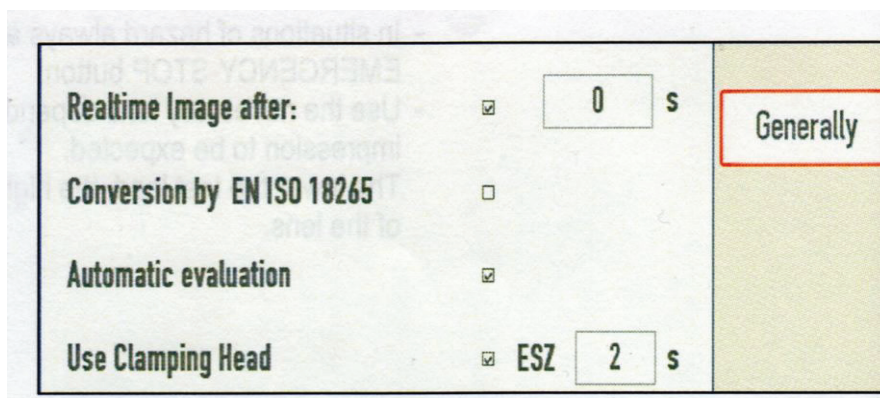 Realtime Image after: ☑ 0 s
Generally
Conversion by EN ISO 18265 ☐
Automatic evaluation ☑
Use Clamping Head ☑ ESZ 2 s